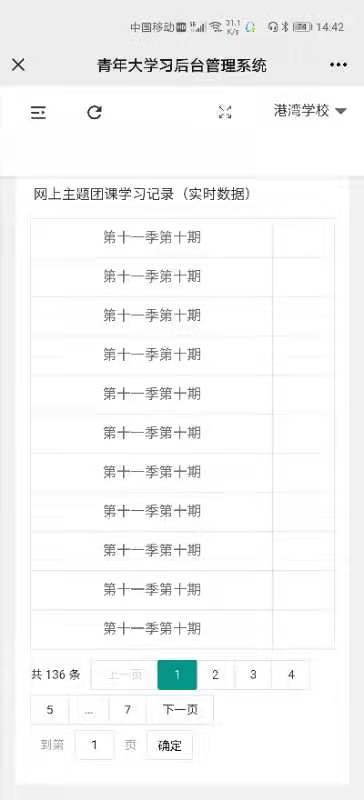 中国移动 HD 31.1 K/s 14:42
青年大学习后台管理系统
港湾学校
网上主题团课学习记录（实时数据）
第十一季第十期
第十一季第十期
第十一季第十期
第十一季第十期
第十一季第十期
第十一季第十期
第十一季第十期
第十一季第十期
第十一季第十期
第十一季第十期
第十一季第十期
共 136 条 上一页 1 2 3 4
5 … 7 下一页
到第 1 页 确定